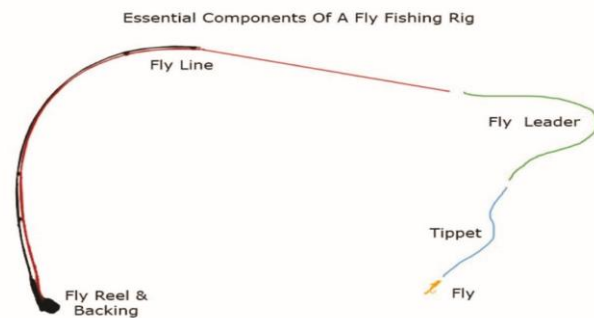 Essential Components Of A Fly Fishing Rig
Fly Line
Fly Leader
Tippet
Fly Reel &
Backing
Fly